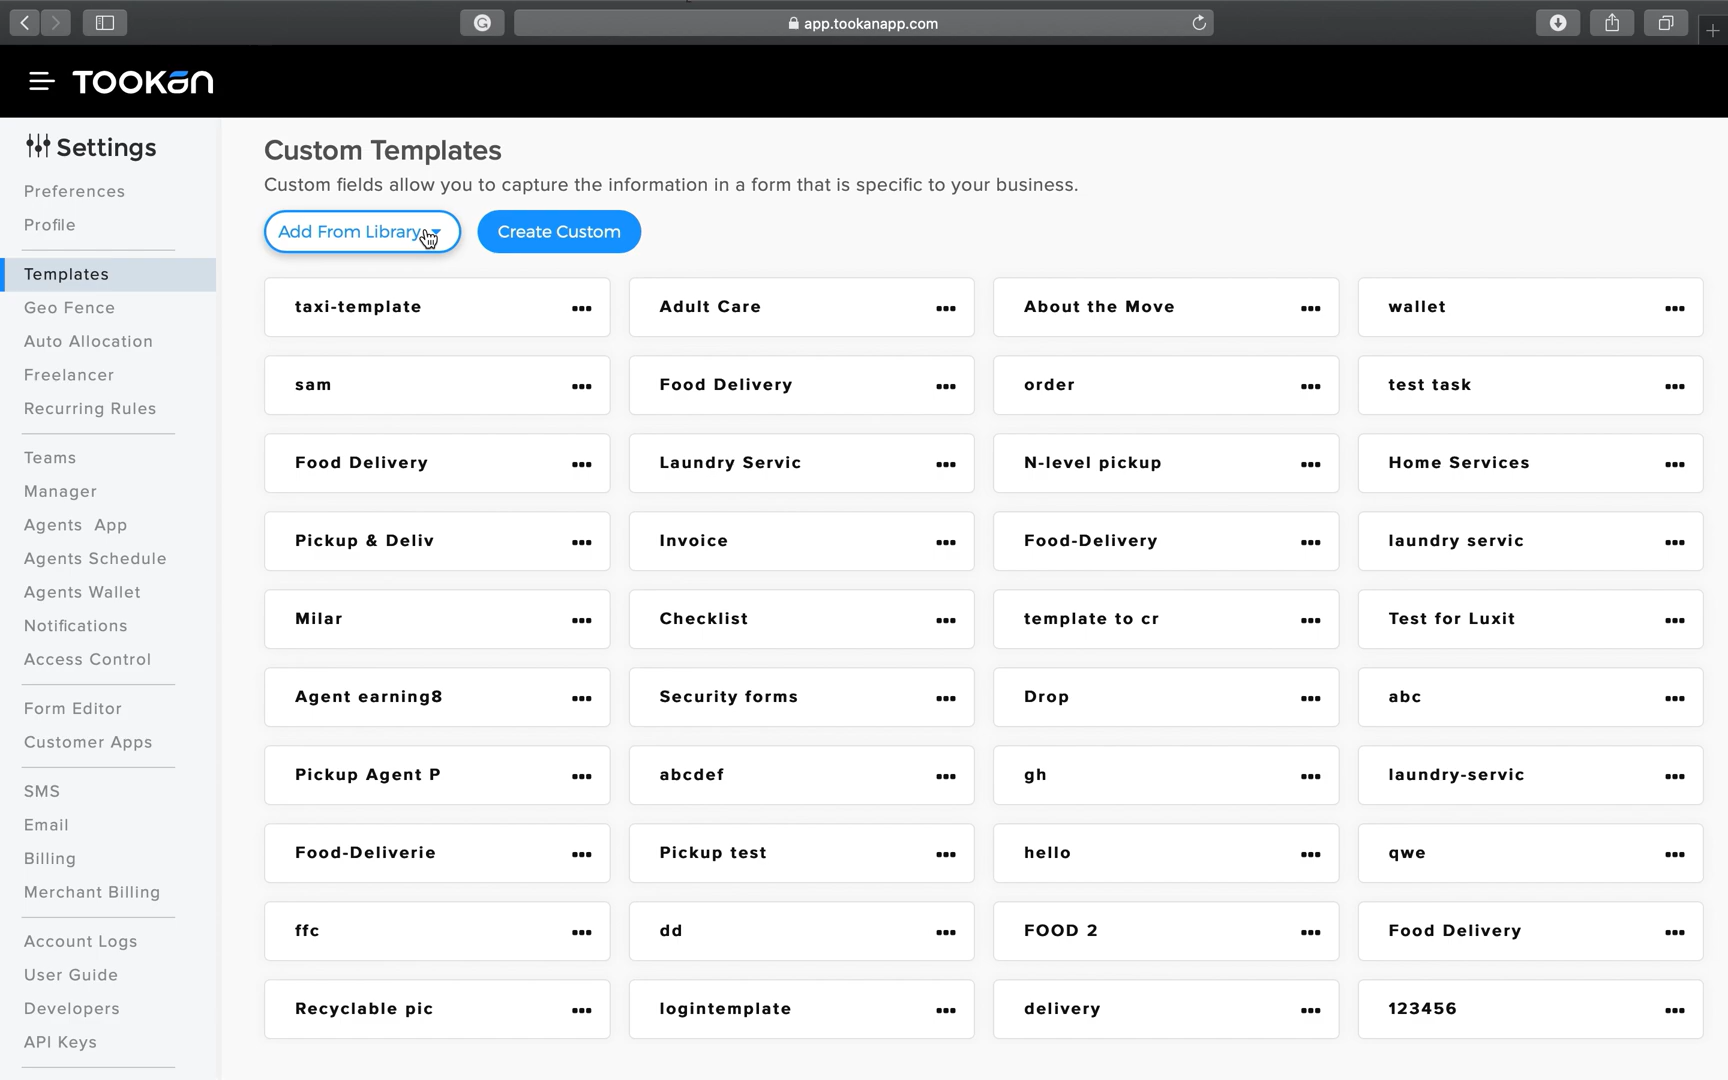 app.tookanapp.com
TOOKAN
Settings
Preferences
Profile
Templates
Geo Fence
Auto Allocation
Freelancer
Recurring Rules
Teams
Manager
Agents App
Agents Schedule
Agents Wallet
Notifications
Access Control
Form Editor
Customer Apps
SMS
Email
Billing
Merchant Billing
Account Logs
User Guide
Developers
API Keys
Custom Templates
Custom fields allow you to capture the information in a form that is specific to your business.
Add From Library
Create Custom
taxi-template
Adult Care
About the Move
wallet
sam
Food Delivery
order
test task
Food Delivery
Laundry Servic
N-level pickup
Home Services
Pickup & Deliv
Invoice
Food-Delivery
laundry servic
Milar
Checklist
template to cr
Test for Luxit
Agent earning8
Security forms
Drop
abc
Pickup Agent P
abcdef
gh
laundry-servic
Food-Deliverie
Pickup test
hello
qwe
ffc
dd
FOOD 2
Food Delivery
Recyclable pic
logintemplate
delivery
123456